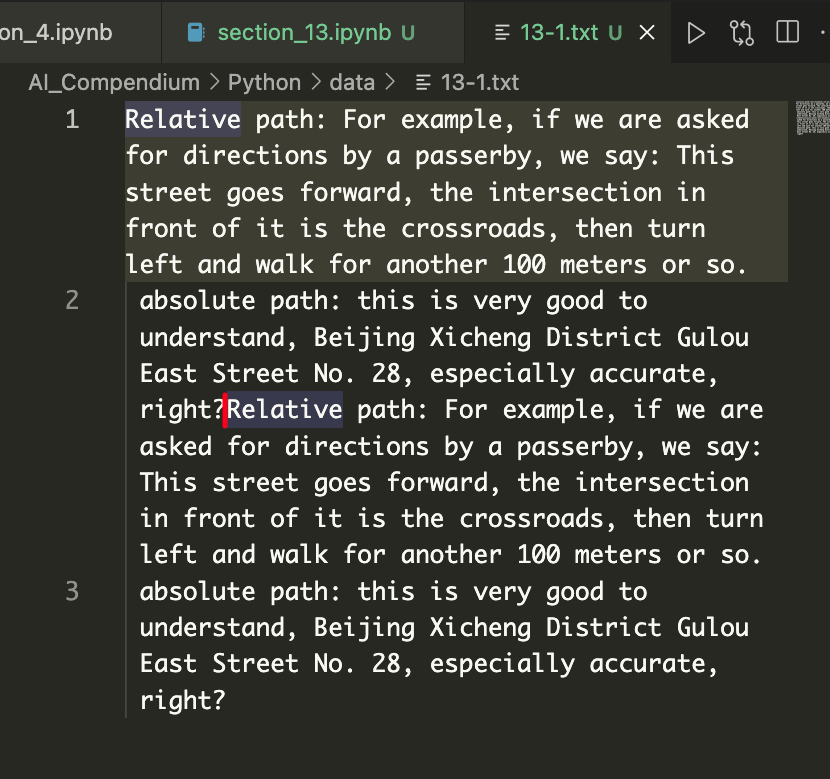 on_4.ipynb section_13.ipynb U 13-1.txt U
AI_Compendium > Python > data > 13-1.txt
1 Relative path: For example, if we are asked
for directions by a passerby, we say: This
street goes forward, the intersection in
front of it is the crossroads, then turn
left and walk for another 100 meters or so.
2 absolute path: this is very good to
understand, Beijing Xicheng District Gulou
East Street No. 28, especially accurate,
right?Relative path: For example, if we are
asked for directions by a passerby, we say:
This street goes forward, the intersection
in front of it is the crossroads, then turn
left and walk for another 100 meters or so.
3 absolute path: this is very good to
understand, Beijing Xicheng District Gulou
East Street No. 28, especially accurate,
right?